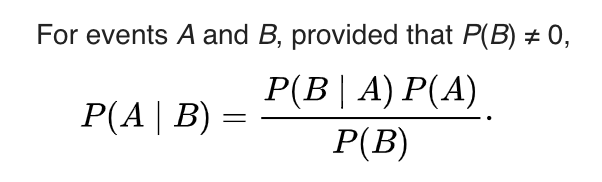 For events A and B, provided that P(B) ≠ 0,
P(A | B) = P(B | A) P(A) / P(B).